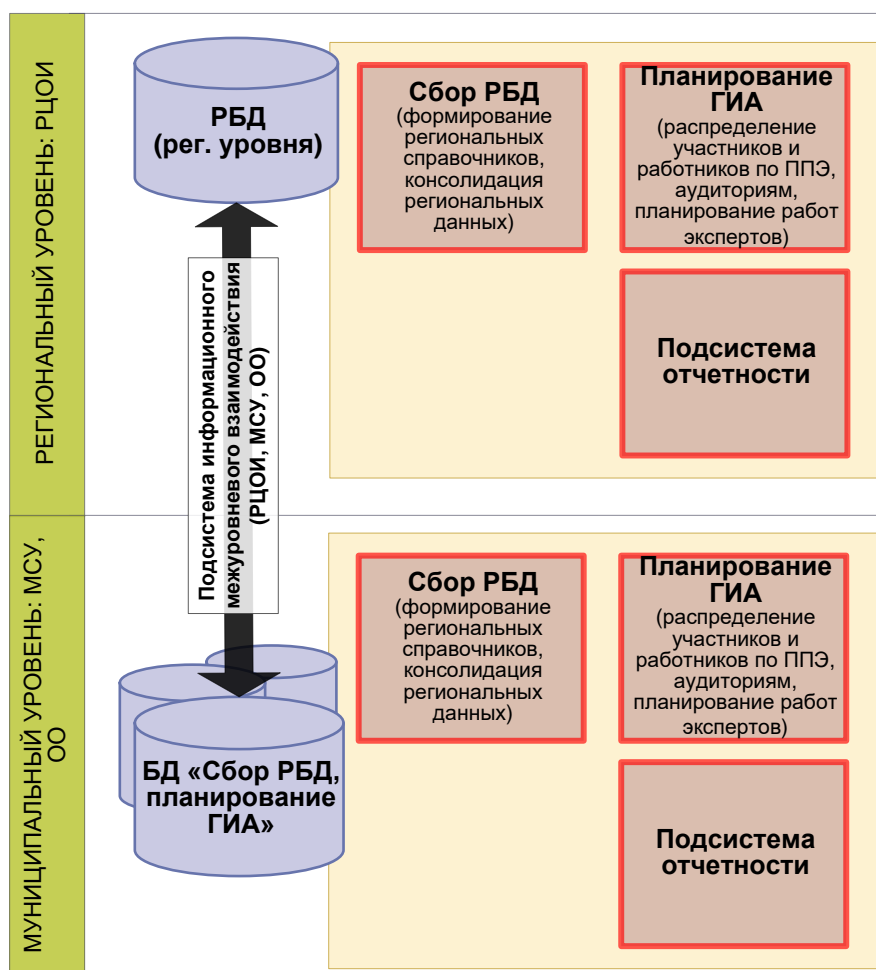 РЕГИОНАЛЬНЫЙ УРОВЕНЬ: РЦОИ
РБД
(рег. уровня)
Сбор РБД
(формирование
региональных
справочников,
консолидация
региональных
данных)
Планирование
ГИА
(распределение
участников и
работников по ППЭ,
аудиториям,
планирование работ
экспертов)
Подсистема
отчетности
Подсистема информационного
межуровневого взаимодействия
(РЦОИ, МСУ, ОО)
МУНИЦИПАЛЬНЫЙ УРОВЕНЬ: МСУ,
ОО
БД «Сбор РБД,
планирование
ГИА»
Сбор РБД
(формирование
региональных
справочников,
консолидация
региональных
данных)
Планирование
ГИА
(распределение
участников и
работников по ППЭ,
аудиториям,
планирование работ
экспертов)
Подсистема
отчетности